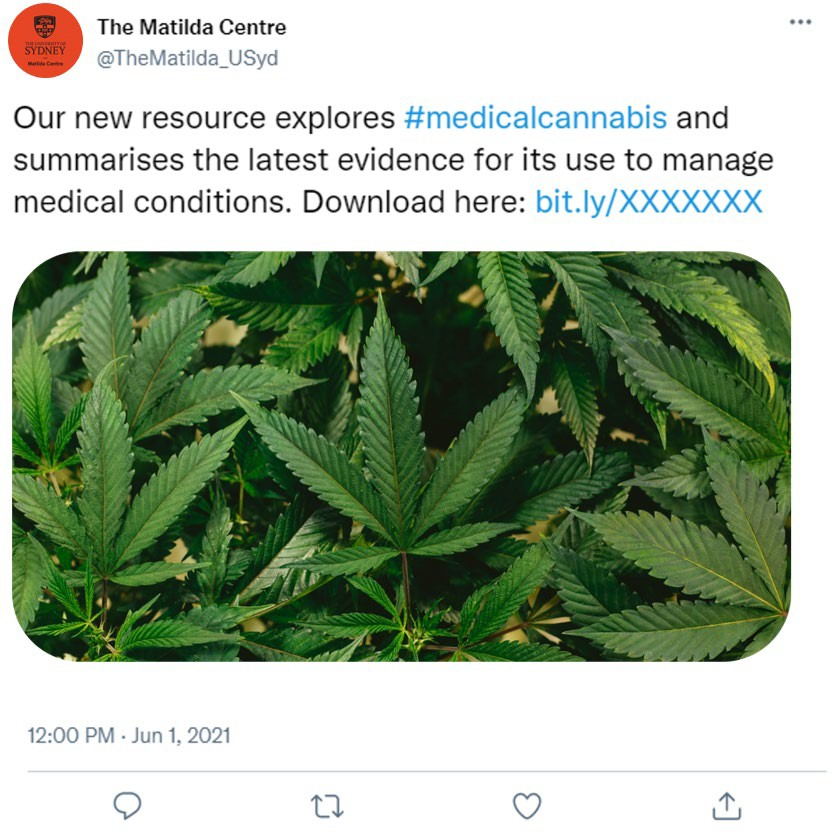 The Matilda Centre
@TheMatilda_USyd
THE UNIVERSITY OF
SYDNEY
Matilda Centre
Our new resource explores #medicalcannabis and
summarises the latest evidence for its use to manage
medical conditions. Download here: bit.ly/XXXXXXX
12:00 PM · Jun 1, 2021